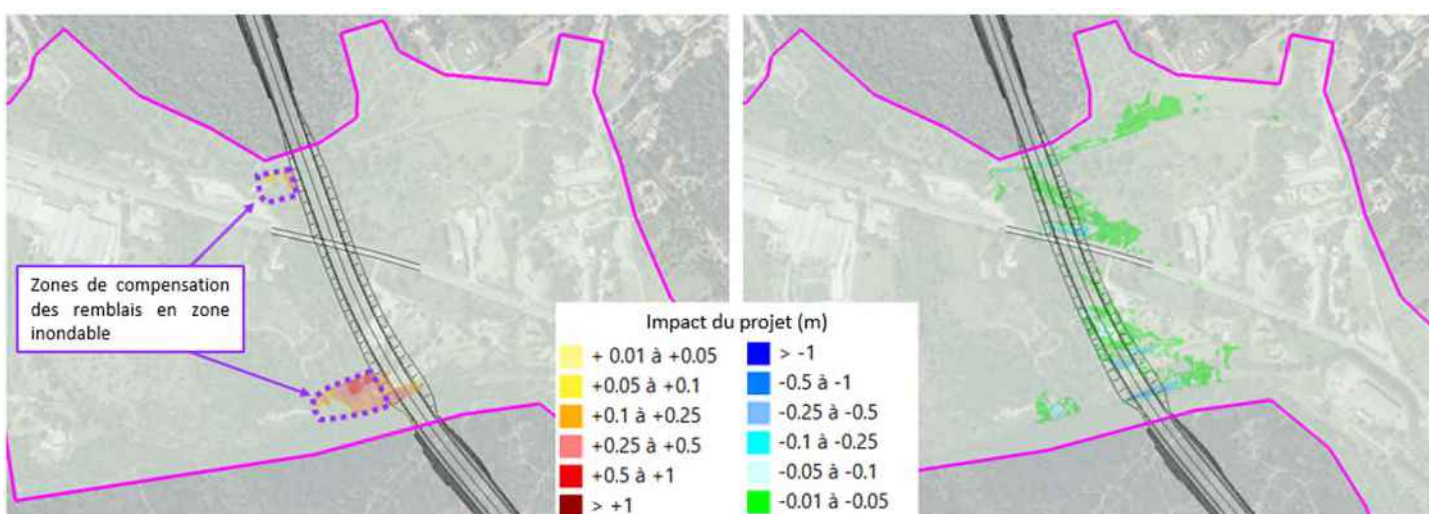 Zones de compensation
des remblais en zone
inondable
Impact du projet (m)
+ 0.01 à +0.05
+0.05 à +0.1
+0.1 à +0.25
+0.25 à +0.5
+0.5 à +1
> +1
> -1
-0.5 à -1
-0.25 à -0.5
-0.1 à -0.25
-0.05 à -0.1
-0.01 à -0.05